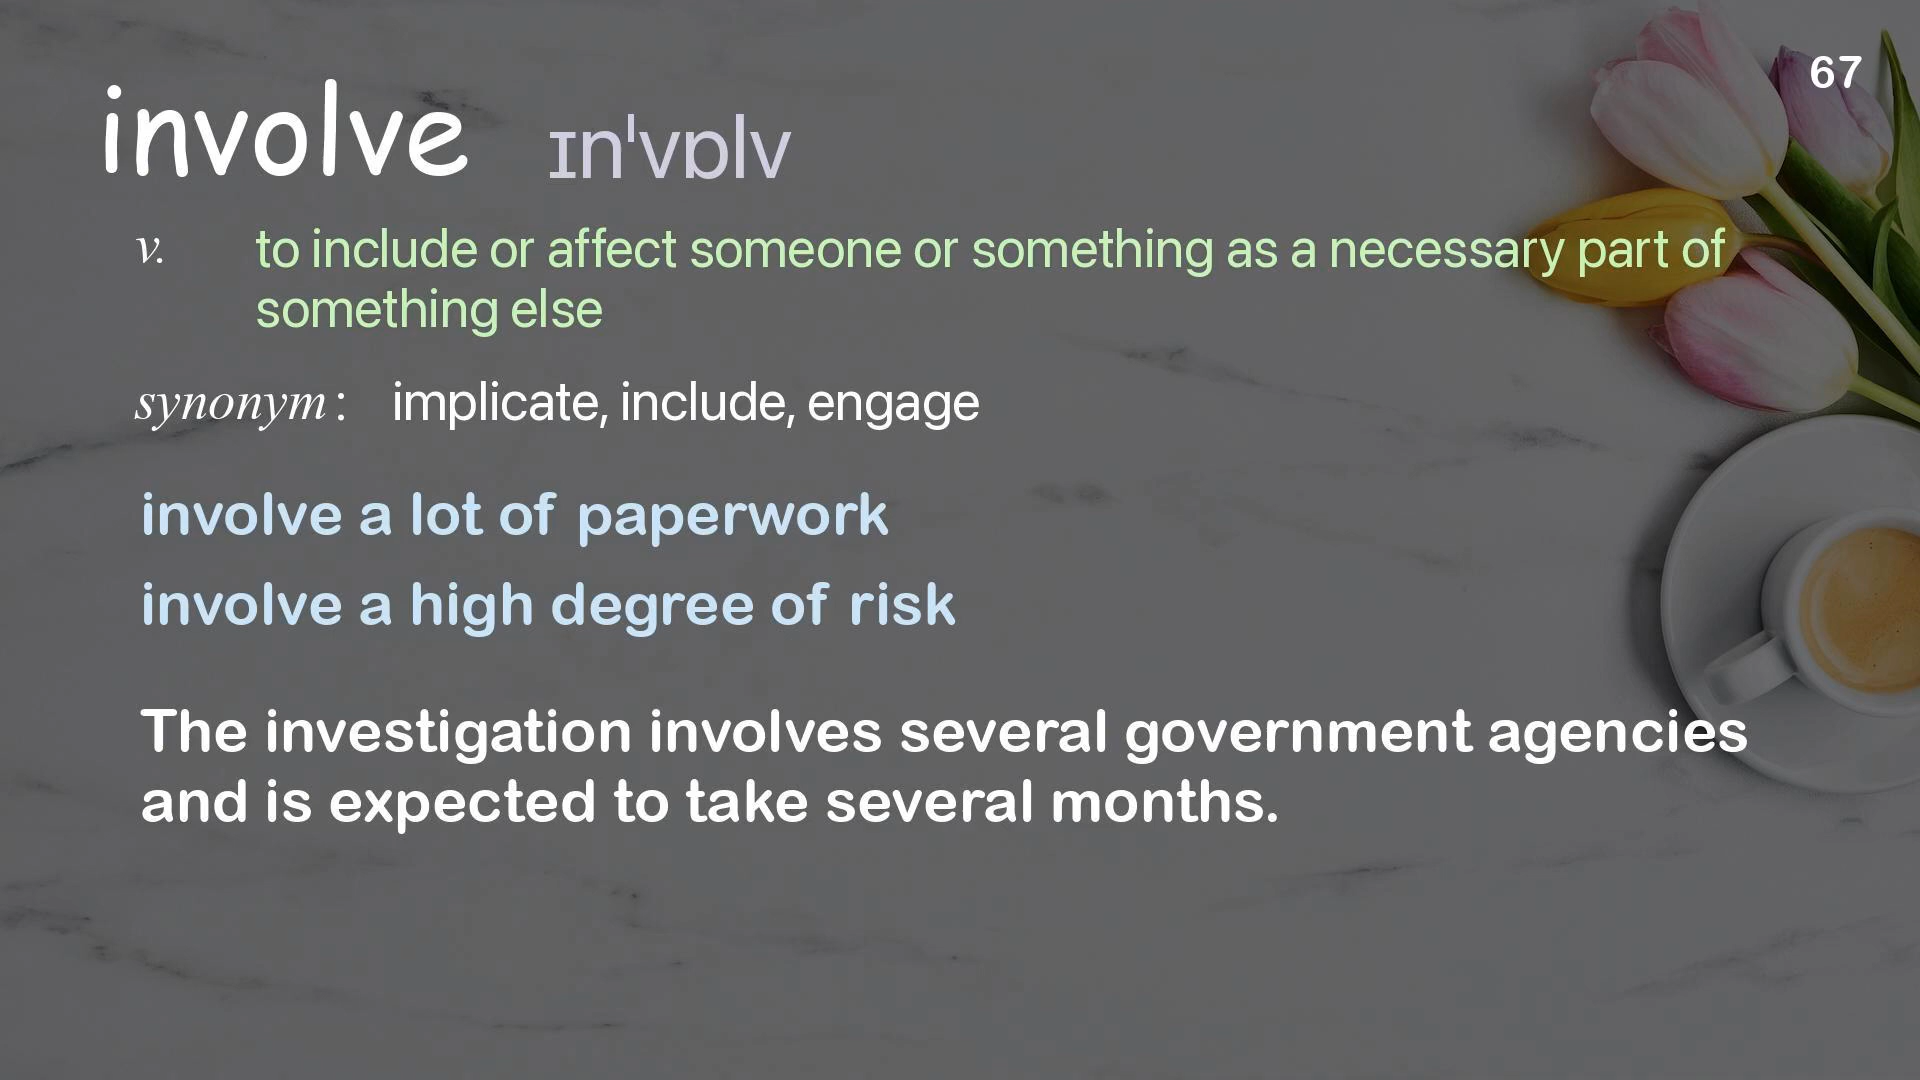 67
involve ɪnˈvɒlv
v. to include or affect someone or something as a necessary part of
something else
synonym : implicate, include, engage
involve a lot of paperwork
involve a high degree of risk
The investigation involves several government agencies
and is expected to take several months.